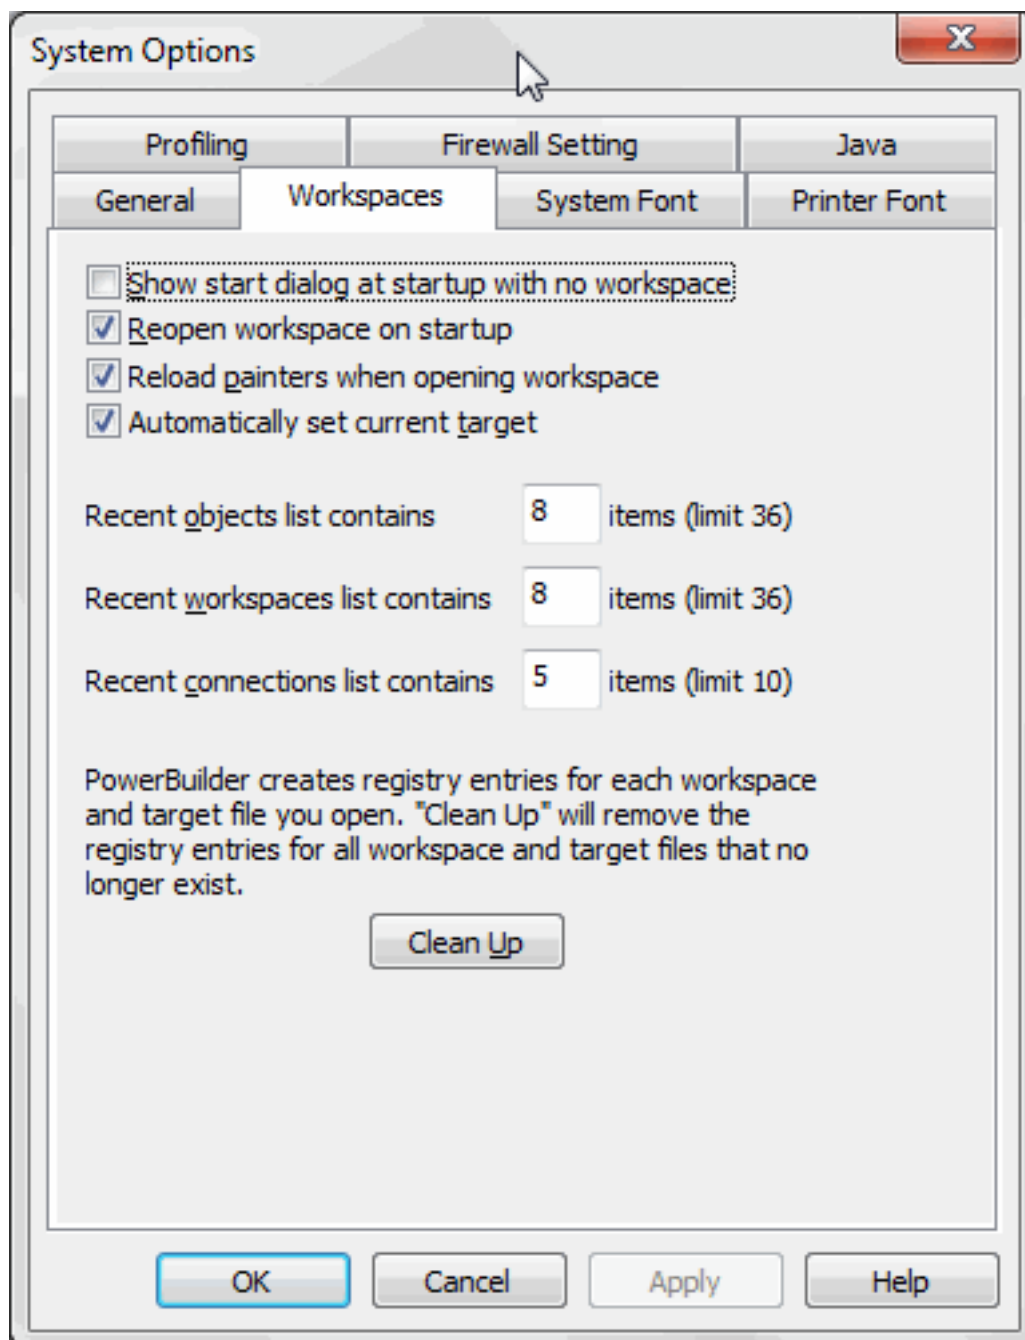 System Options
Profiling Firewall Setting Java
General Workspaces System Font Printer Font
Show start dialog at startup with no workspace
Reopen workspace on startup
Reload painters when opening workspace
Automatically set current target
Recent objects list contains 8 items (limit 36)
Recent workspaces list contains 8 items (limit 36)
Recent connections list contains 5 items (limit 10)
PowerBuilder creates registry entries for each workspace
and target file you open. "Clean Up" will remove the
registry entries for all workspace and target files that no
longer exist.
Clean Up
OK Cancel Apply Help